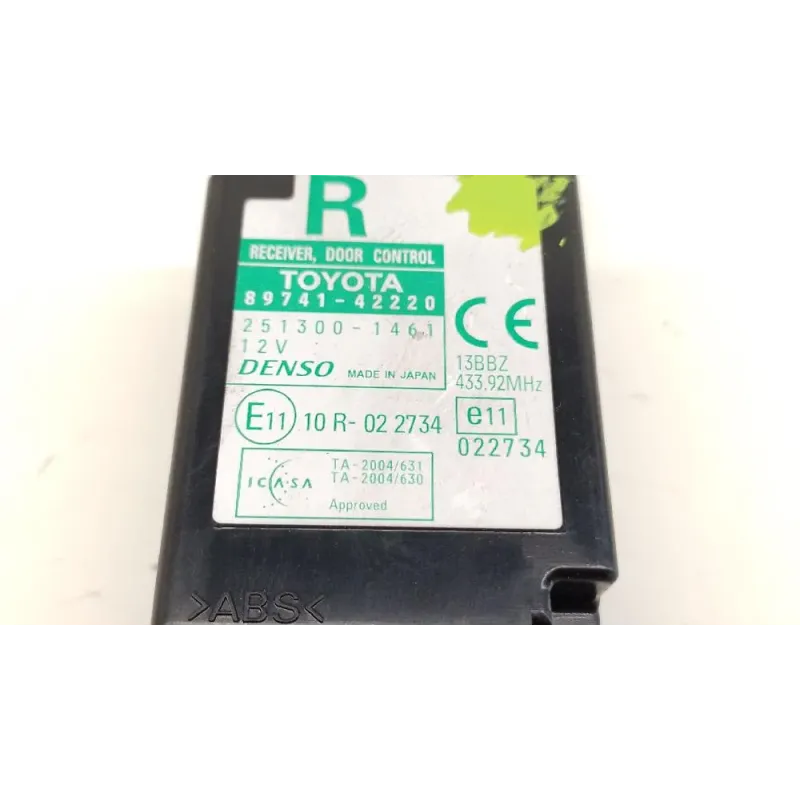 R
RECEIVER, DOOR CONTROL
TOYOTA
89741-42220
251300-1461
12V
DENSO MADE IN JAPAN
CE
13BBZ
433.92MHz
E11 10 R- 02 2734
e11
022734
ICASA
TA-2004/631
TA-2004/630
Approved
>ABS<